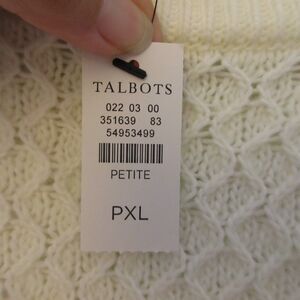 TALBOTS
022 03 00
351639 83
54953499
PETITE
PXL